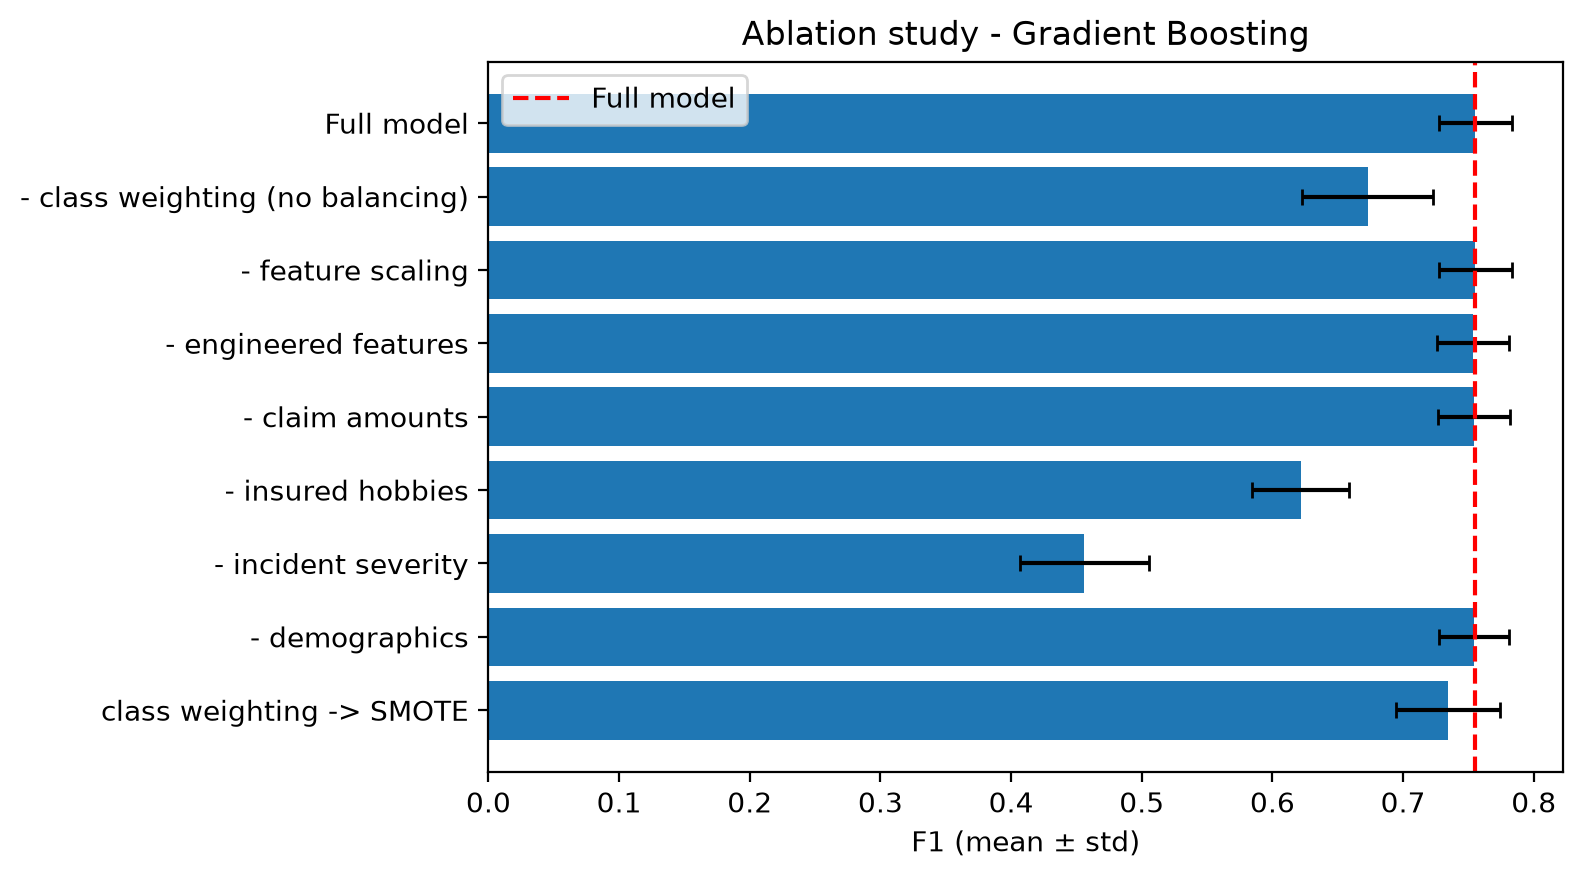 Ablation study - Gradient Boosting
Full model
Full model
- class weighting (no balancing)
- feature scaling
- engineered features
- claim amounts
- insured hobbies
- incident severity
- demographics
class weighting -> SMOTE
0.0 0.1 0.2 0.3 0.4 0.5 0.6 0.7 0.8
F1 (mean ± std)